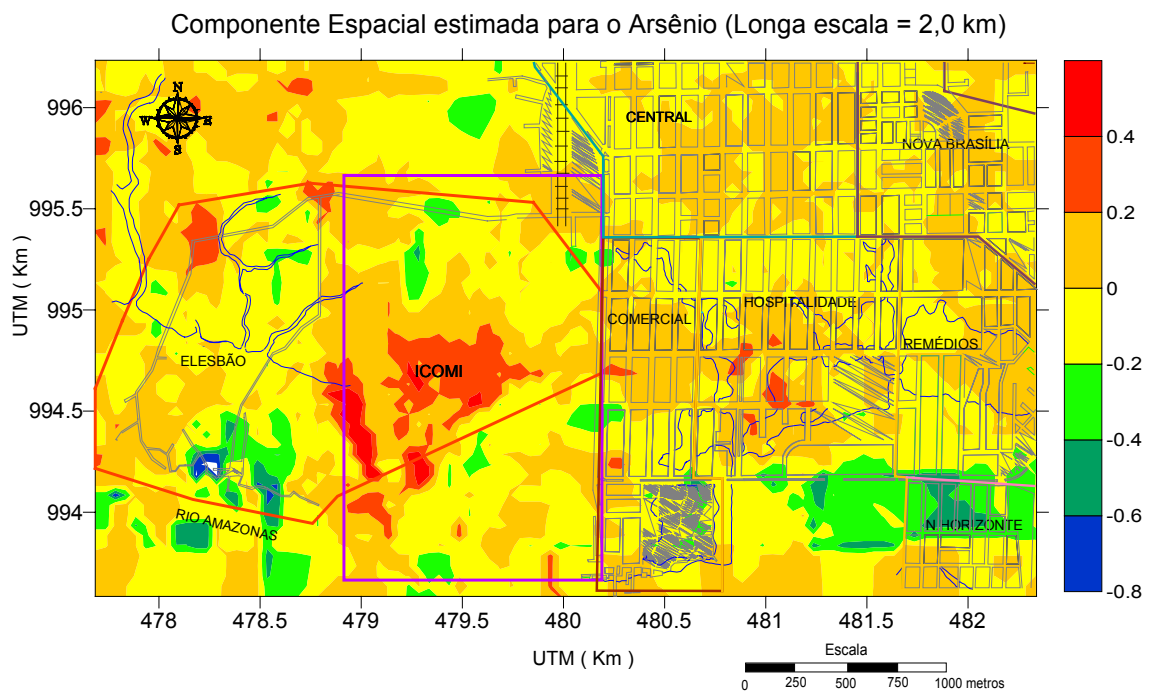 Componente Espacial estimada para o Arsênio (Longa escala = 2,0 km)
996
995.5
995
994.5
994
UTM ( Km )
N
W E
S
CENTRAL
NOVA BRASÍLIA
HOSPITALIDADE
COMERCIAL
REMÉDIOS
ELESBÃO
ICOMI
RIO AMAZONAS
N.HORIZONTE
0.4
0.2
0
-0.2
-0.4
-0.6
-0.8
478 478.5 479 479.5 480 480.5 481 481.5 482
UTM ( Km )
Escala
0 250 500 750 1000 metros